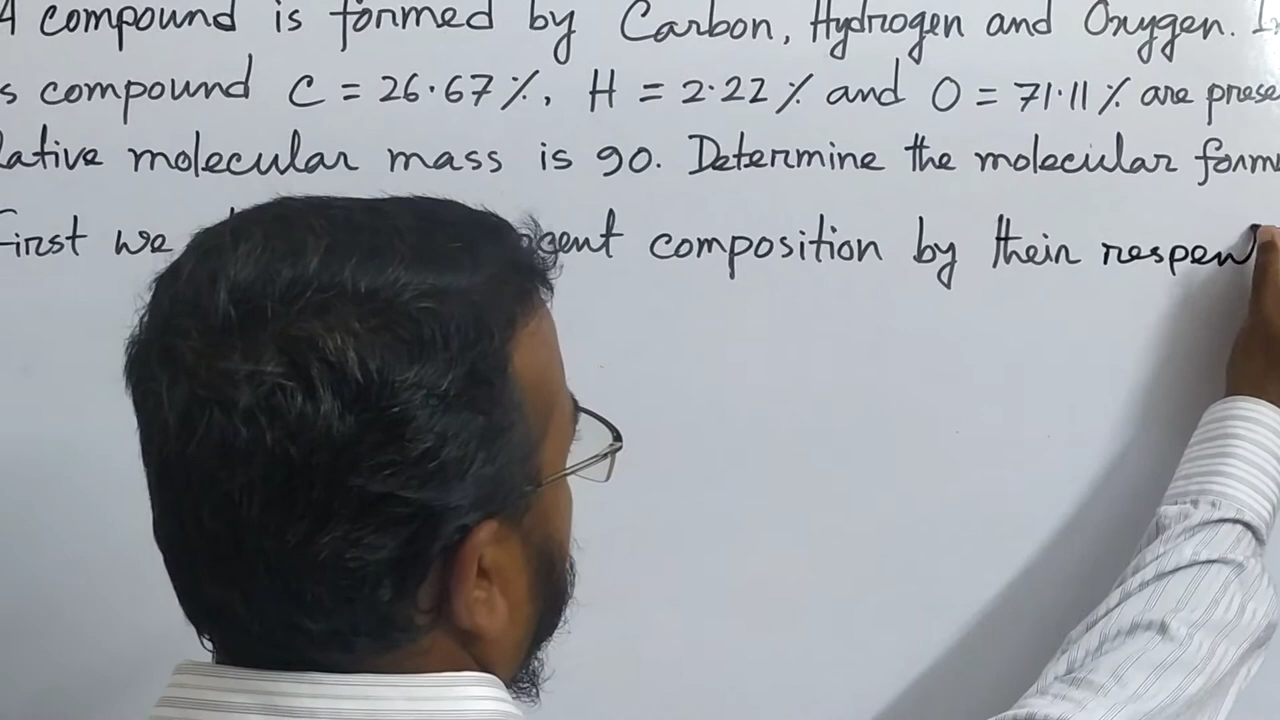 A compound is formed by Carbon, Hydrogen and Oxygen. In
s compound C = 26.67%, H = 2.22% and O = 71.11% are prese
lative molecular mass is 90. Determine the molecular form
First we composition by their